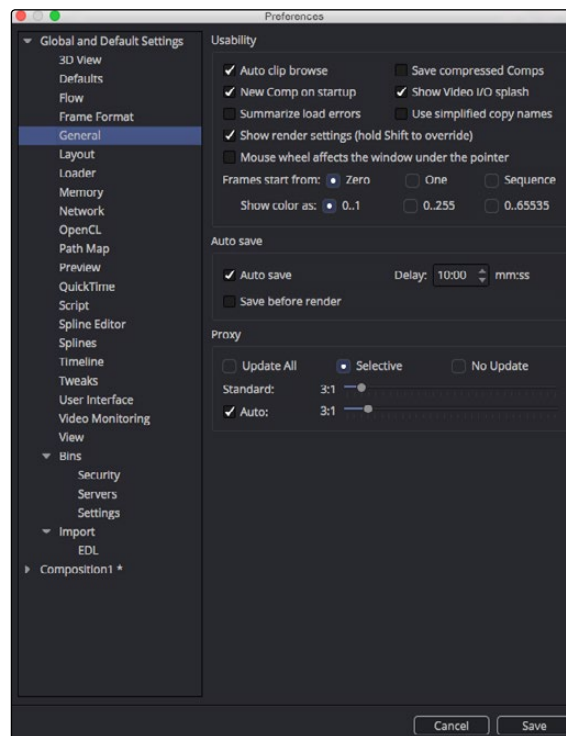 Preferences
Global and Default Settings
3D View
Defaults
Flow
Frame Format
General
Layout
Loader
Memory
Network
OpenCL
Path Map
Preview
QuickTime
Script
Spline Editor
Splines
Timeline
Tweaks
User Interface
Video Monitoring
View
Bins
Security
Servers
Settings
Import
EDL
Composition1 *
Usability
Auto clip browse
Save compressed Comps
New Comp on startup
Show Video I/O splash
Summarize load errors
Use simplified copy names
Show render settings (hold Shift to override)
Mouse wheel affects the window under the pointer
Frames start from: Zero One Sequence
Show color as: 0..1 0..255 0..65535
Auto save
Auto save Delay: 10:00 mm:ss
Save before render
Proxy
Update All Selective No Update
Standard: 3:1
Auto: 3:1
Cancel Save